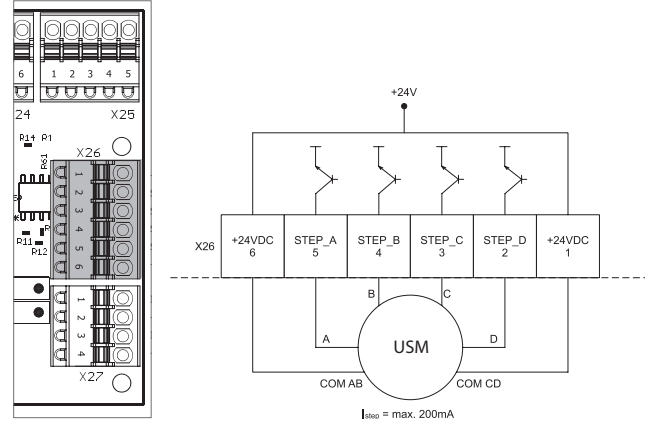 6 1 2 3 4 5
24 X25
R14 R1
X26
R61
1
2
3
4
5
6
R11
R12
1
2
3
4
X27
+24V
X26
+24VDC 6
STEP_A 5
STEP_B 4
STEP_C 3
STEP_D 2
+24VDC 1
B C
A USM D
COM AB COM CD
Istep = max. 200mA